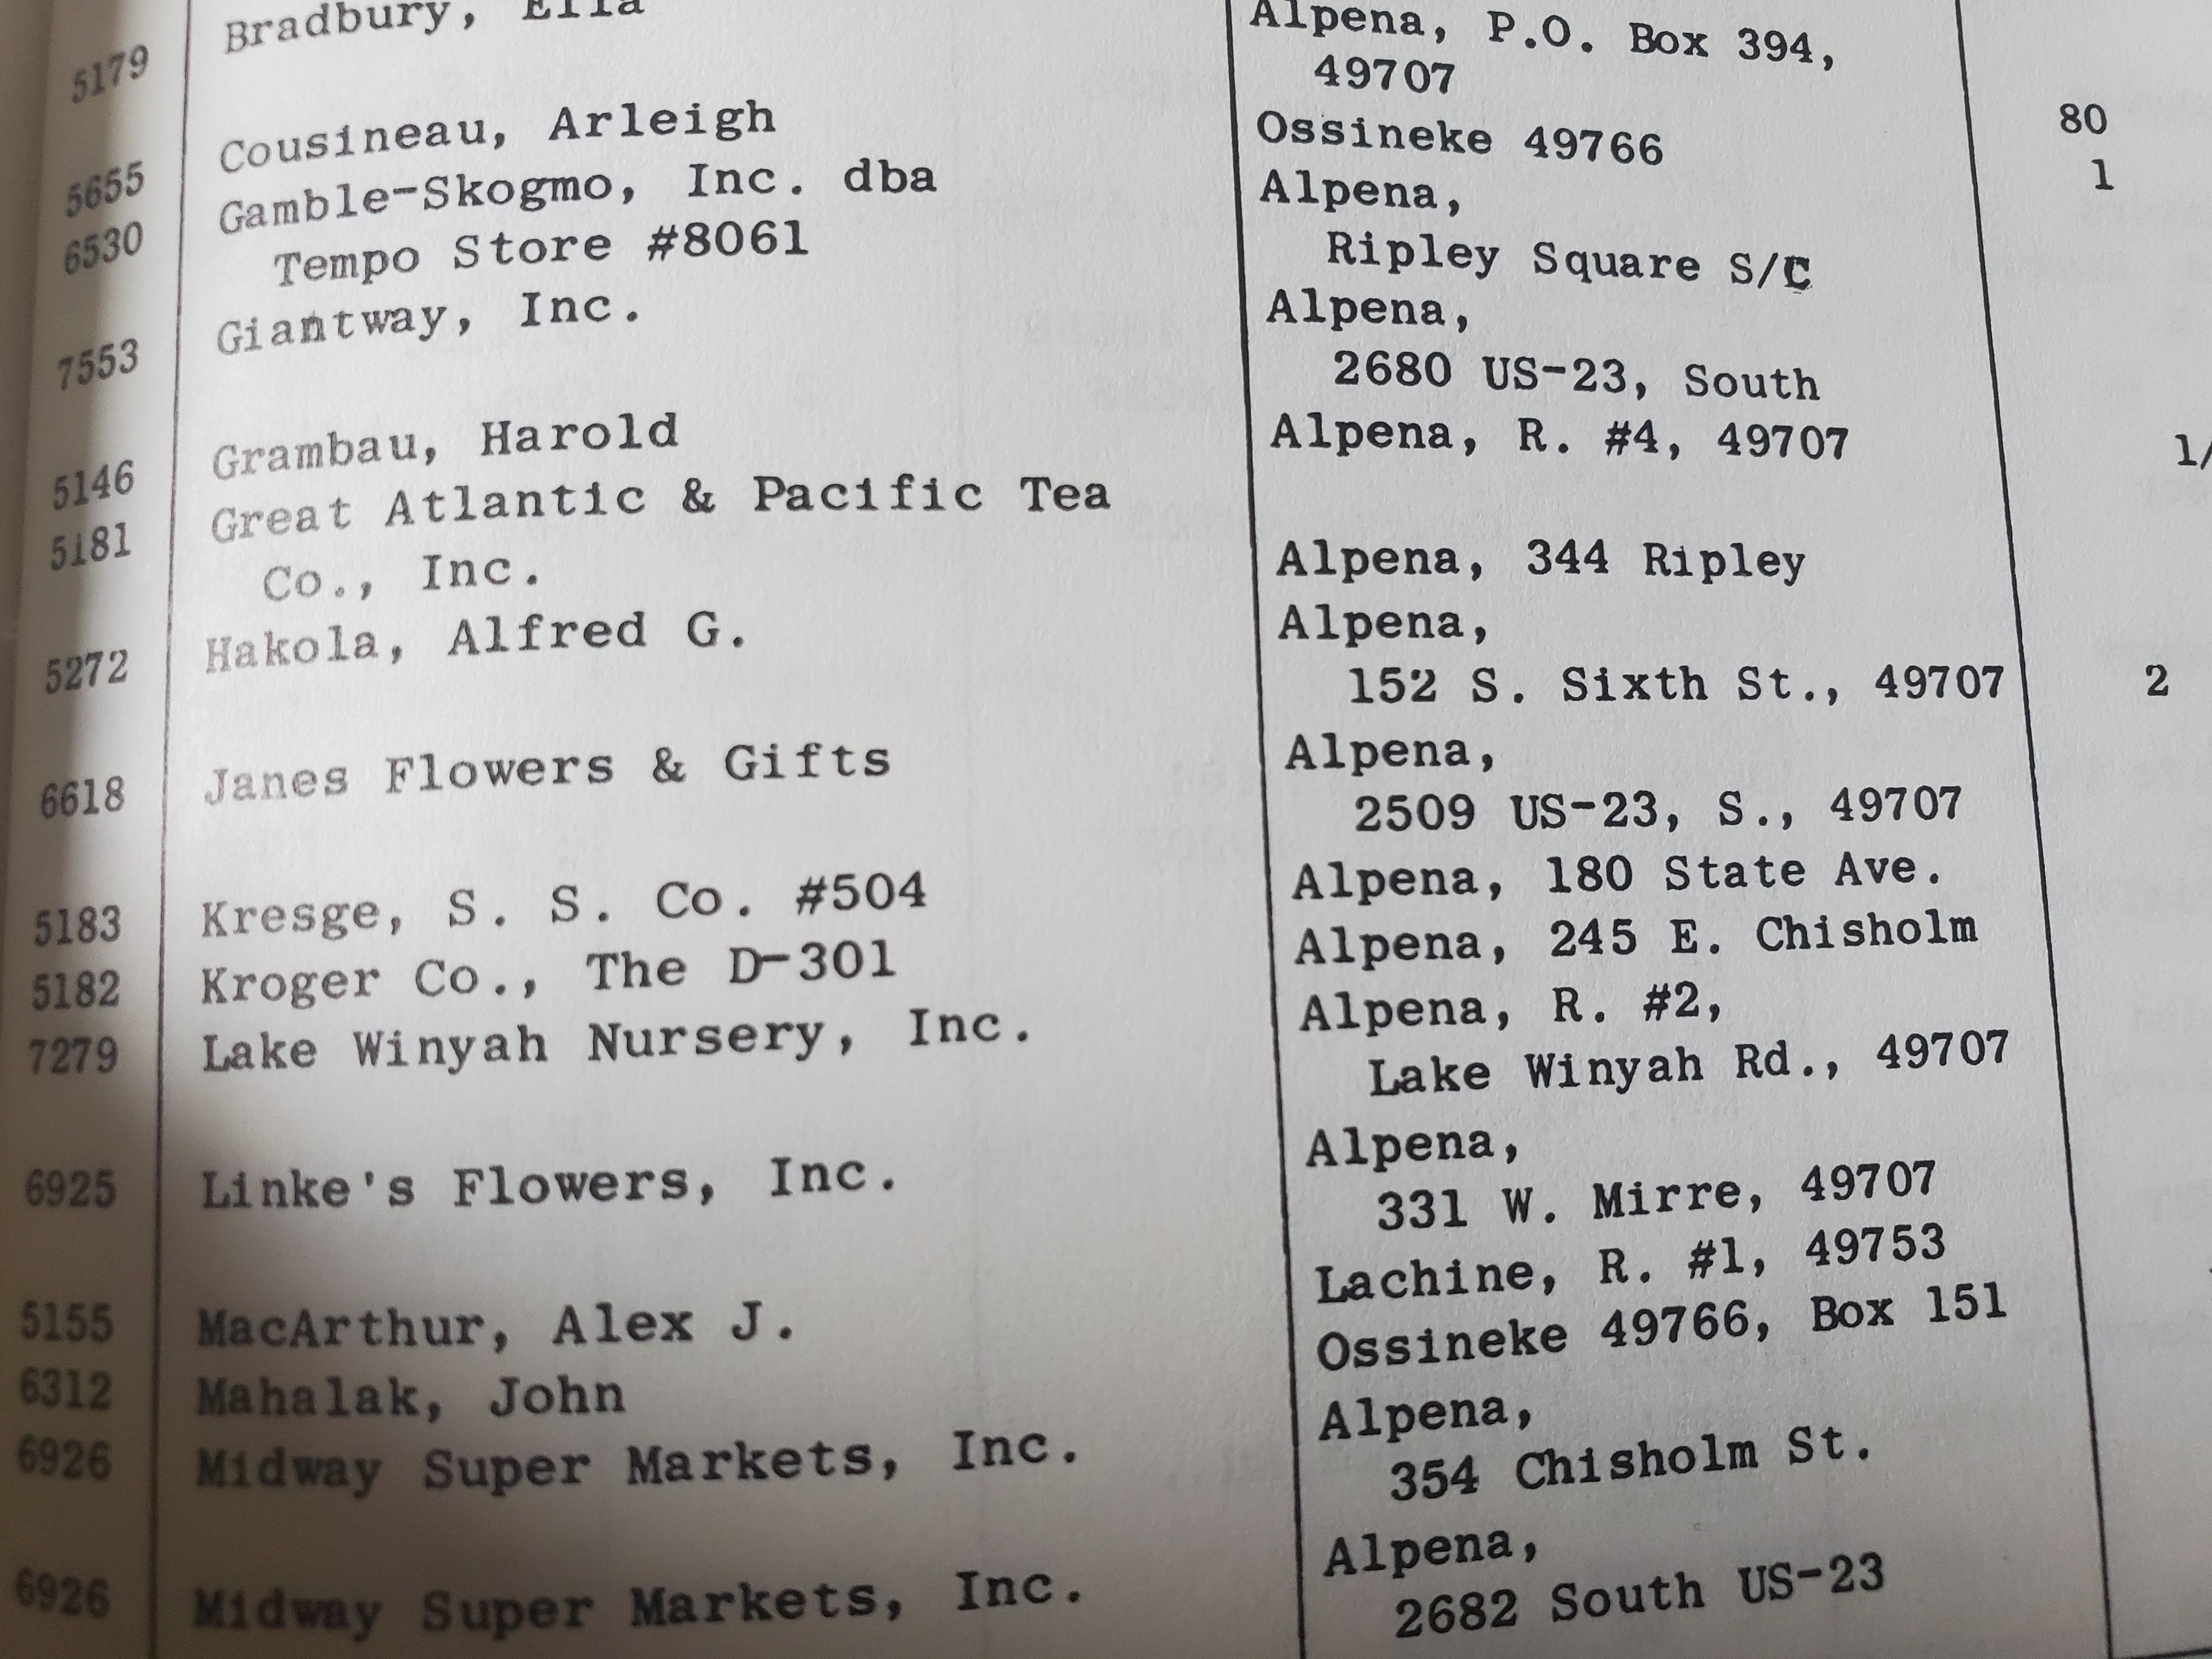 5179 Bradbury, Ella Alpena, P.O. Box 394,
49707
5655 Cousineau, Arleigh Ossineke 49766 80
6530 Gamble-Skogmo, Inc. dba Alpena, 1
Tempo Store #8061 Ripley Square S/C
7553 Giantway, Inc. Alpena,
2680 US-23, South
5146 Grambau, Harold Alpena, R. #4, 49707 1/
5181 Great Atlantic & Pacific Tea
Co., Inc. Alpena, 344 Ripley
5272 Hakola, Alfred G. Alpena,
152 S. Sixth St., 49707 2
6618 Janes Flowers & Gifts Alpena,
2509 US-23, S., 49707
5183 Kresge, S. S. Co. #504 Alpena, 180 State Ave.
5182 Kroger Co., The D-301 Alpena, 245 E. Chisholm
7279 Lake Winyah Nursery, Inc. Alpena, R. #2,
Lake Winyah Rd., 49707
6925 Linke's Flowers, Inc. Alpena,
331 W. Mirre, 49707
5155 MacArthur, Alex J. Lachine, R. #1, 49753
6312 Mahalak, John Ossineke 49766, Box 151
6926 Midway Super Markets, Inc. Alpena,
354 Chisholm St.
6926 Midway Super Markets, Inc. Alpena,
2682 South US-23